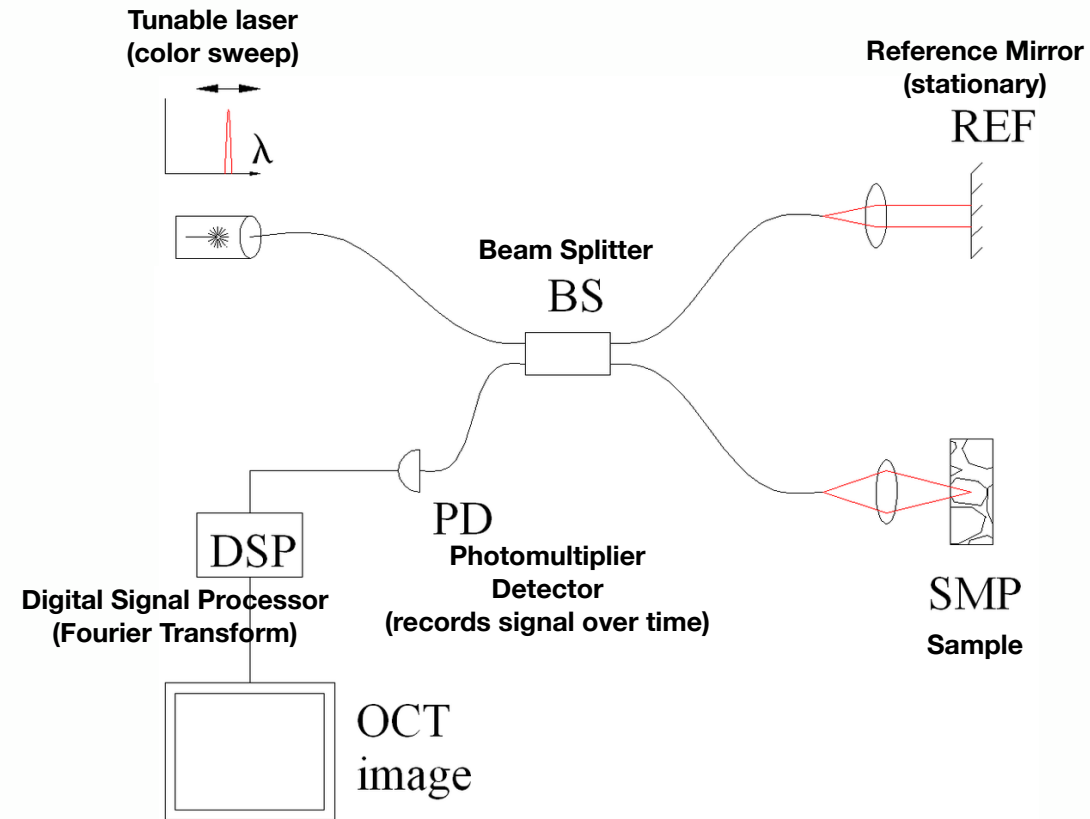 Tunable laser
(color sweep)
λ
Reference Mirror
(stationary)
REF
Beam Splitter
BS
PD
Photomultiplier
Detector
(records signal over time)
DSP
Digital Signal Processor
(Fourier Transform)
SMP
Sample
OCT
image